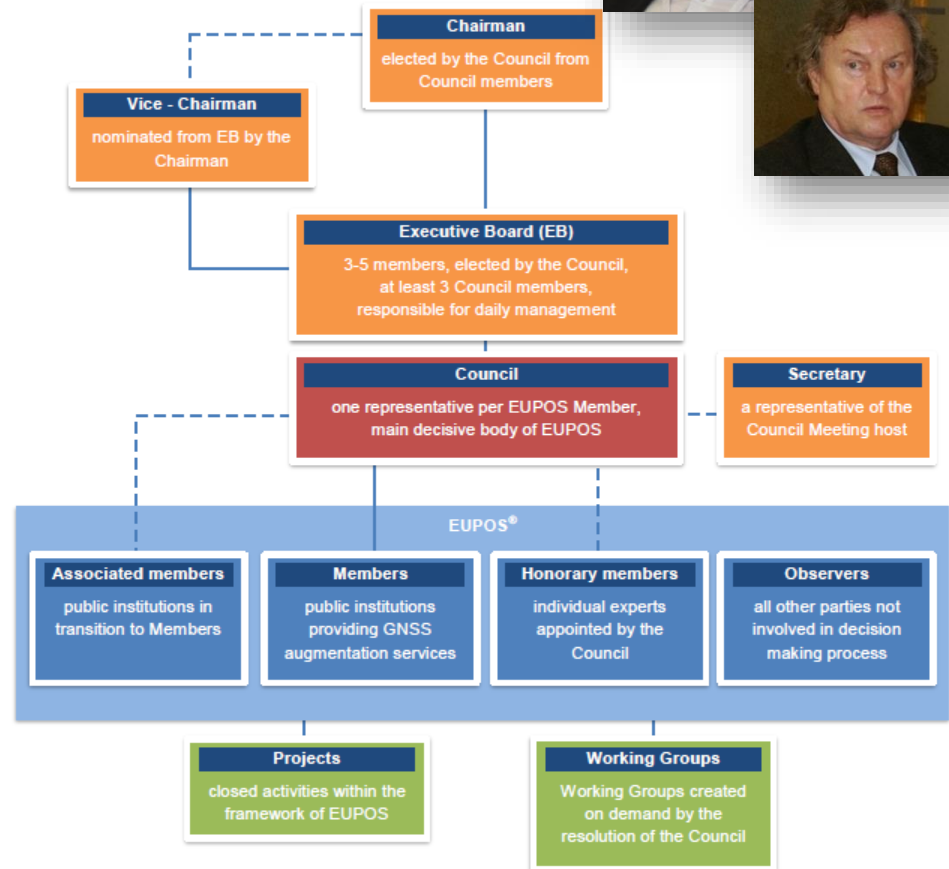 Chairman
elected by the Council from
Council members
Vice - Chairman
nominated from EB by the
Chairman
Executive Board (EB)
3-5 members, elected by the Council,
at least 3 Council members,
responsible for daily management
Council
one representative per EUPOS Member,
main decisive body of EUPOS
Secretary
a representative of the
Council Meeting host
EUPOS®
Associated members
public institutions in
transition to Members
Members
public institutions
providing GNSS
augmentation services
Honorary members
individual experts
appointed by the
Council
Observers
all other parties not
involved in decision
making process
Projects
closed activities within the
framework of EUPOS
Working Groups
Working Groups created
on demand by the
resolution of the Council